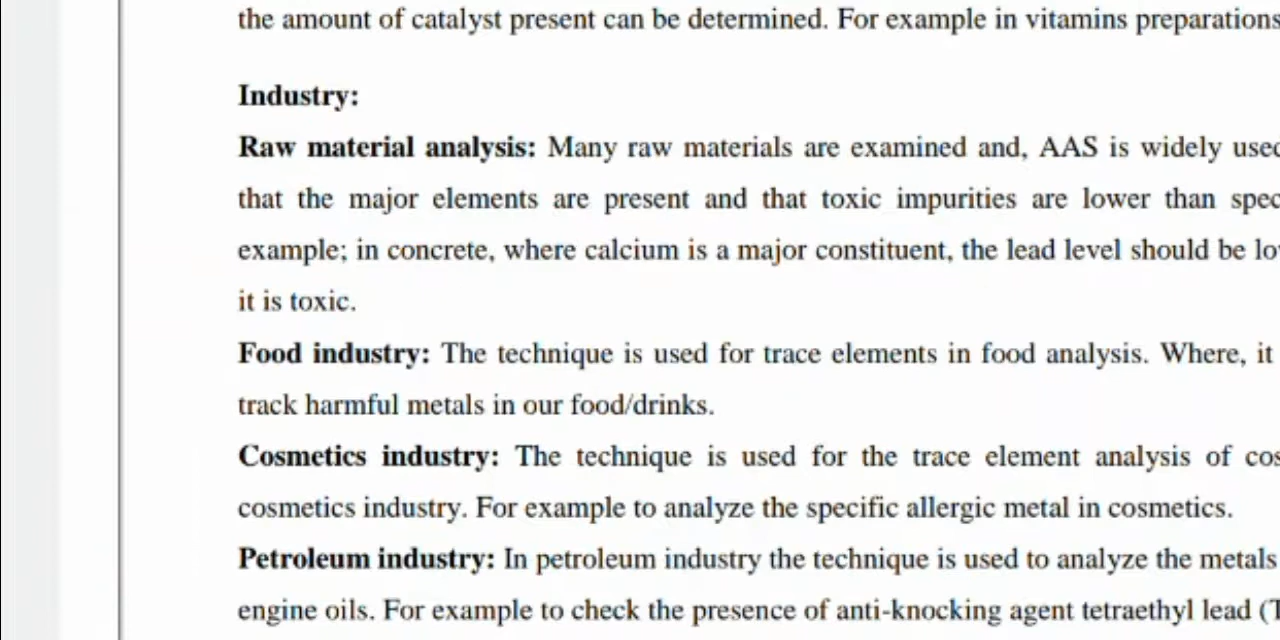 the amount of catalyst present can be determined. For example in vitamins preparations
Industry:
Raw material analysis: Many raw materials are examined and, AAS is widely used
that the major elements are present and that toxic impurities are lower than
example; in concrete, where calcium is a major constituent, the lead level should be
it is toxic.
Food industry: The technique is used for trace elements in food analysis. Where, it
track harmful metals in our food/drinks.
Cosmetics industry: The technique is used for the trace element analysis of
cosmetics industry. For example to analyze the specific allergic metal in cosmetics.
Petroleum industry: In petroleum industry the technique is used to analyze the metals
engine oils. For example to check the presence of anti-knocking agent tetraethyl lead